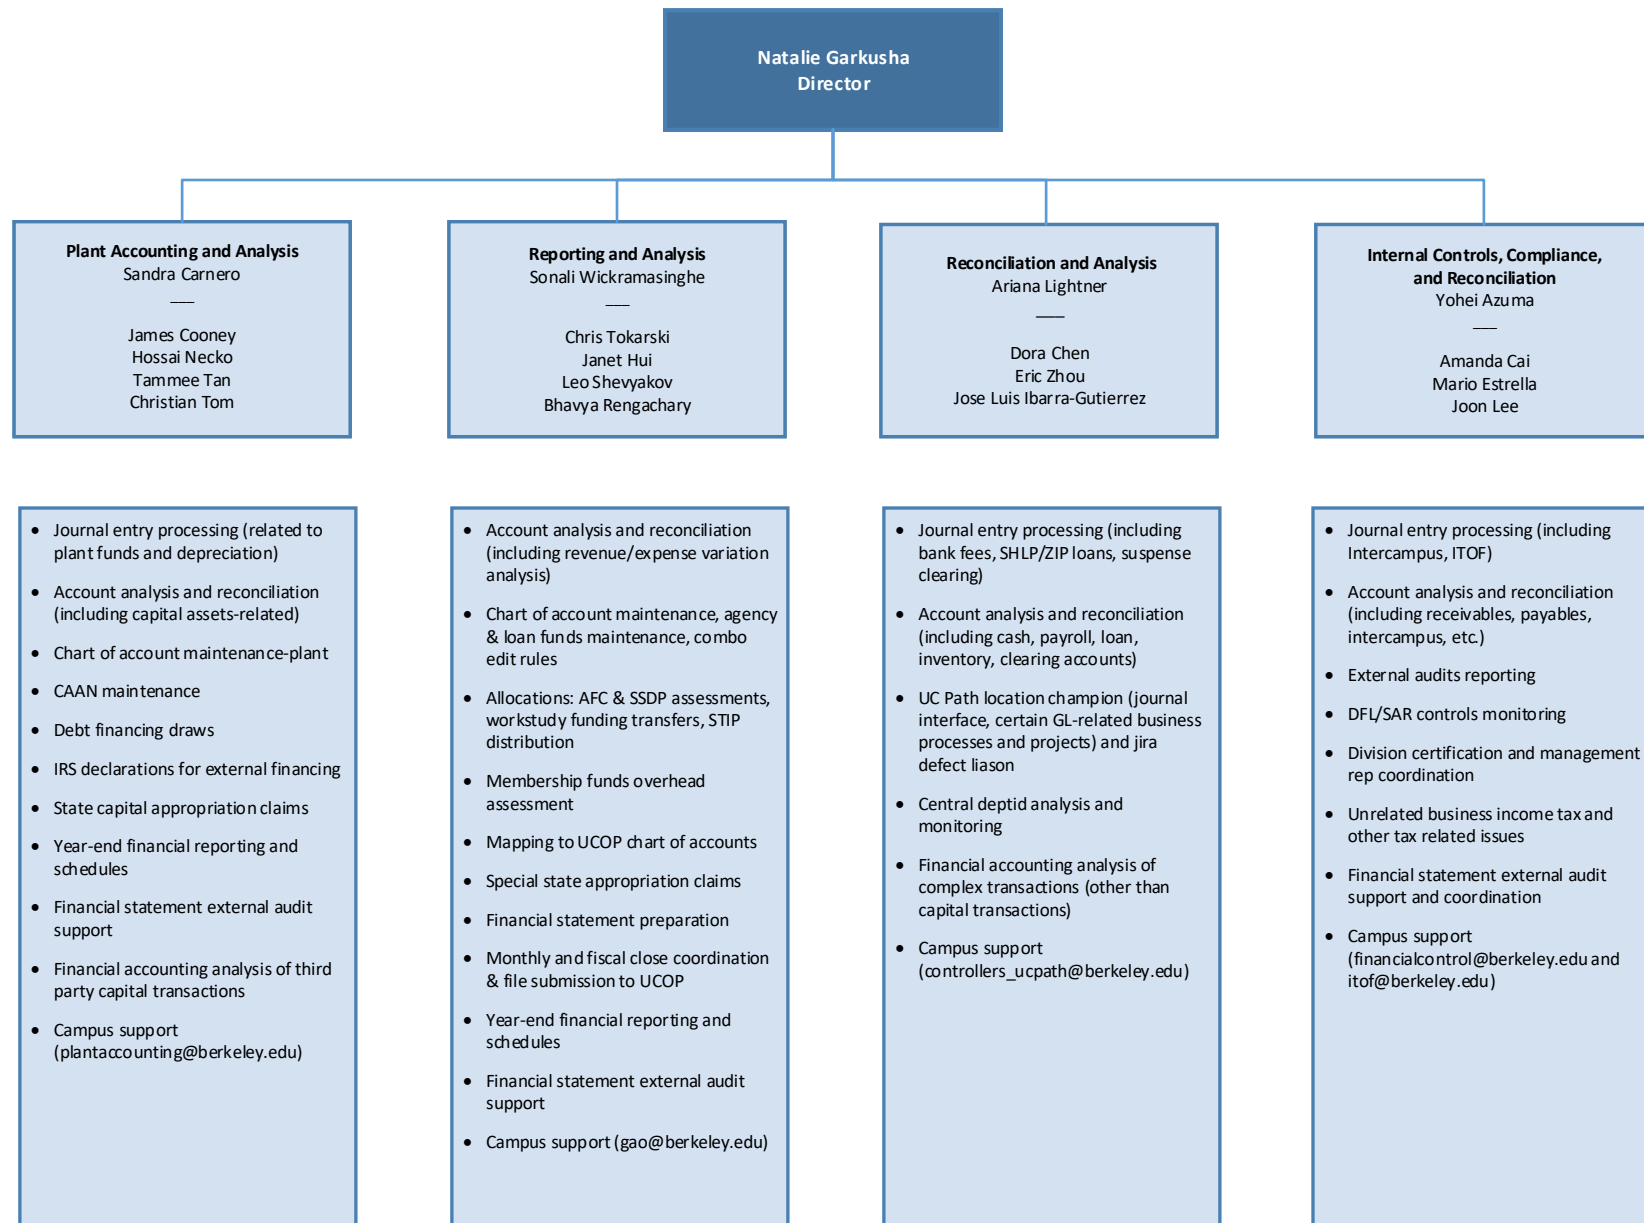 Natalie Garkusha
Director
Plant Accounting and Analysis
Sandra Carnero
___
James Cooney
Hossai Necko
Tammee Tan
Christian Tom
Reporting and Analysis
Sonali Wickramasinghe
___
Chris Tokarski
Janet Hui
Leo Shevyakov
Bhavya Rengachary
Reconciliation and Analysis
Ariana Lightner
___
Dora Chen
Eric Zhou
Jose Luis Ibarra-Gutierrez
Internal Controls, Compliance,
and Reconciliation
Yohei Azuma
___
Amanda Cai
Mario Estrella
Joon Lee
• Journal entry processing (related to
plant funds and depreciation)
• Account analysis and reconciliation
(including capital assets-related)
• Chart of account maintenance-plant
• CAAN maintenance
• Debt financing draws
• IRS declarations for external financing
• State capital appropriation claims
• Year-end financial reporting and
schedules
• Financial statement external audit
support
• Financial accounting analysis of third
party capital transactions
• Campus support
(plantaccounting@berkeley.edu)
• Account analysis and reconciliation
(including revenue/expense variation
analysis)
• Chart of account maintenance, agency
& loan funds maintenance, combo
edit rules
• Allocations: AFC & SSDP assessments,
workstudy funding transfers, STIP
distribution
• Membership funds overhead
assessment
• Mapping to UCOP chart of accounts
• Special state appropriation claims
• Financial statement preparation
• Monthly and fiscal close coordination
& file submission to UCOP
• Year-end financial reporting and
schedules
• Financial statement external audit
support
• Campus support (gao@berkeley.edu)
• Journal entry processing (including
bank fees, SHLP/ZIP loans, suspense
clearing)
• Account analysis and reconciliation
(including cash, payroll, loan,
inventory, clearing accounts)
• UC Path location champion (journal
interface, certain GL-related business
processes and projects) and jira
defect liason
• Central deptid analysis and
monitoring
• Financial accounting analysis of
complex transactions (other than
capital transactions)
• Campus support
(controllers_ucpath@berkeley.edu)
• Journal entry processing (including
Intercampus, ITOF)
• Account analysis and reconciliation
(including receivables, payables,
intercampus, etc.)
• External audits reporting
• DFL/SAR controls monitoring
• Division certification and management
rep coordination
• Unrelated business income tax and
other tax related issues
• Financial statement external audit
support and coordination
• Campus support
(financialcontrol@berkeley.edu and
itof@berkeley.edu)